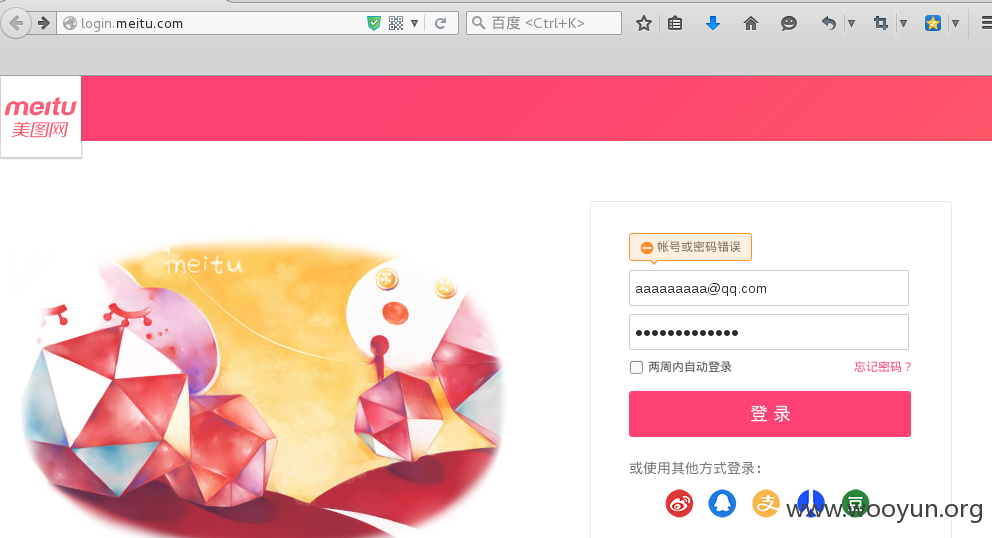 login.meitu.com
百度 <Ctrl+K>
meitu
美图网
meitu
帐号或密码错误
aaaaaaaaa@qq.com
两周内自动登录
忘记密码？
登 录
或使用其他方式登录：
支
豆
www.wooyun.org